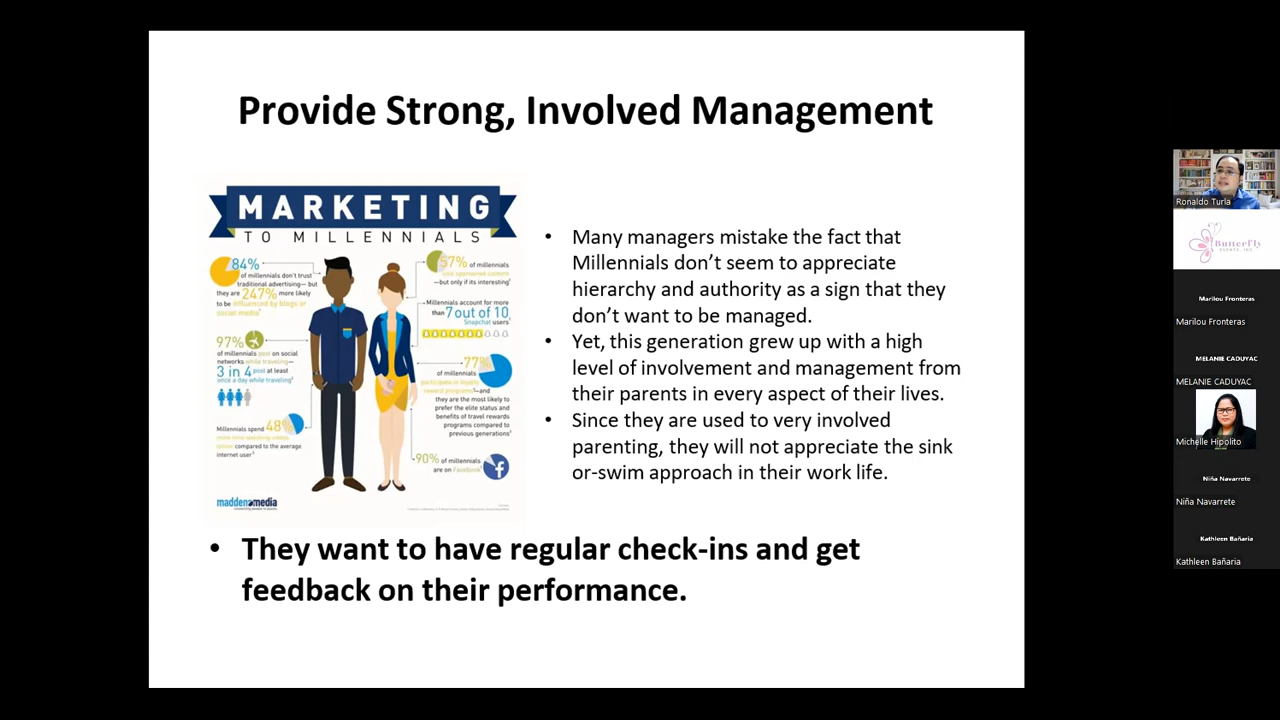 Provide Strong, Involved Management
MARKETING
TO MILLENNIALS
84%
of millennials don't trust
traditional advertising— but
they are 247% more likely
to be influenced by blogs or
social media
97%
of millennials post on social
networks while traveling—
3 in 4 post at least
once a day while traveling
Millennials spend 48%
more time watching videos
online compared to the average
internet user
57%
of millennials
view sponsored content
—but only if its interesting
Millennials account for more
than 7 out of 10
Snapchat users
77%
of millennials
participate in loyalty
reward programs—and
they are the most likely to
prefer the elite status and
benefits of travel rewards
programs compared to
previous generations
90% of millennials
are on Facebook
maddenmedia
• Many managers mistake the fact that
Millennials don't seem to appreciate
hierarchy and authority as a sign that they
don't want to be managed.
• Yet, this generation grew up with a high
level of involvement and management from
their parents in every aspect of their lives.
• Since they are used to very involved
parenting, they will not appreciate the sink
or-swim approach in their work life.
• They want to have regular check-ins and get
feedback on their performance.
Ronaldo Turla
Butterfly
EVENTS, INC.
Marilou Fronteras
Marilou Fronteras
MELANIE CADUYAC
MELANIE CADUYAC
Michelle Hipolito
Niña Navarrete
Niña Navarrete
Kathleen Bañaria
Kathleen Bañaria